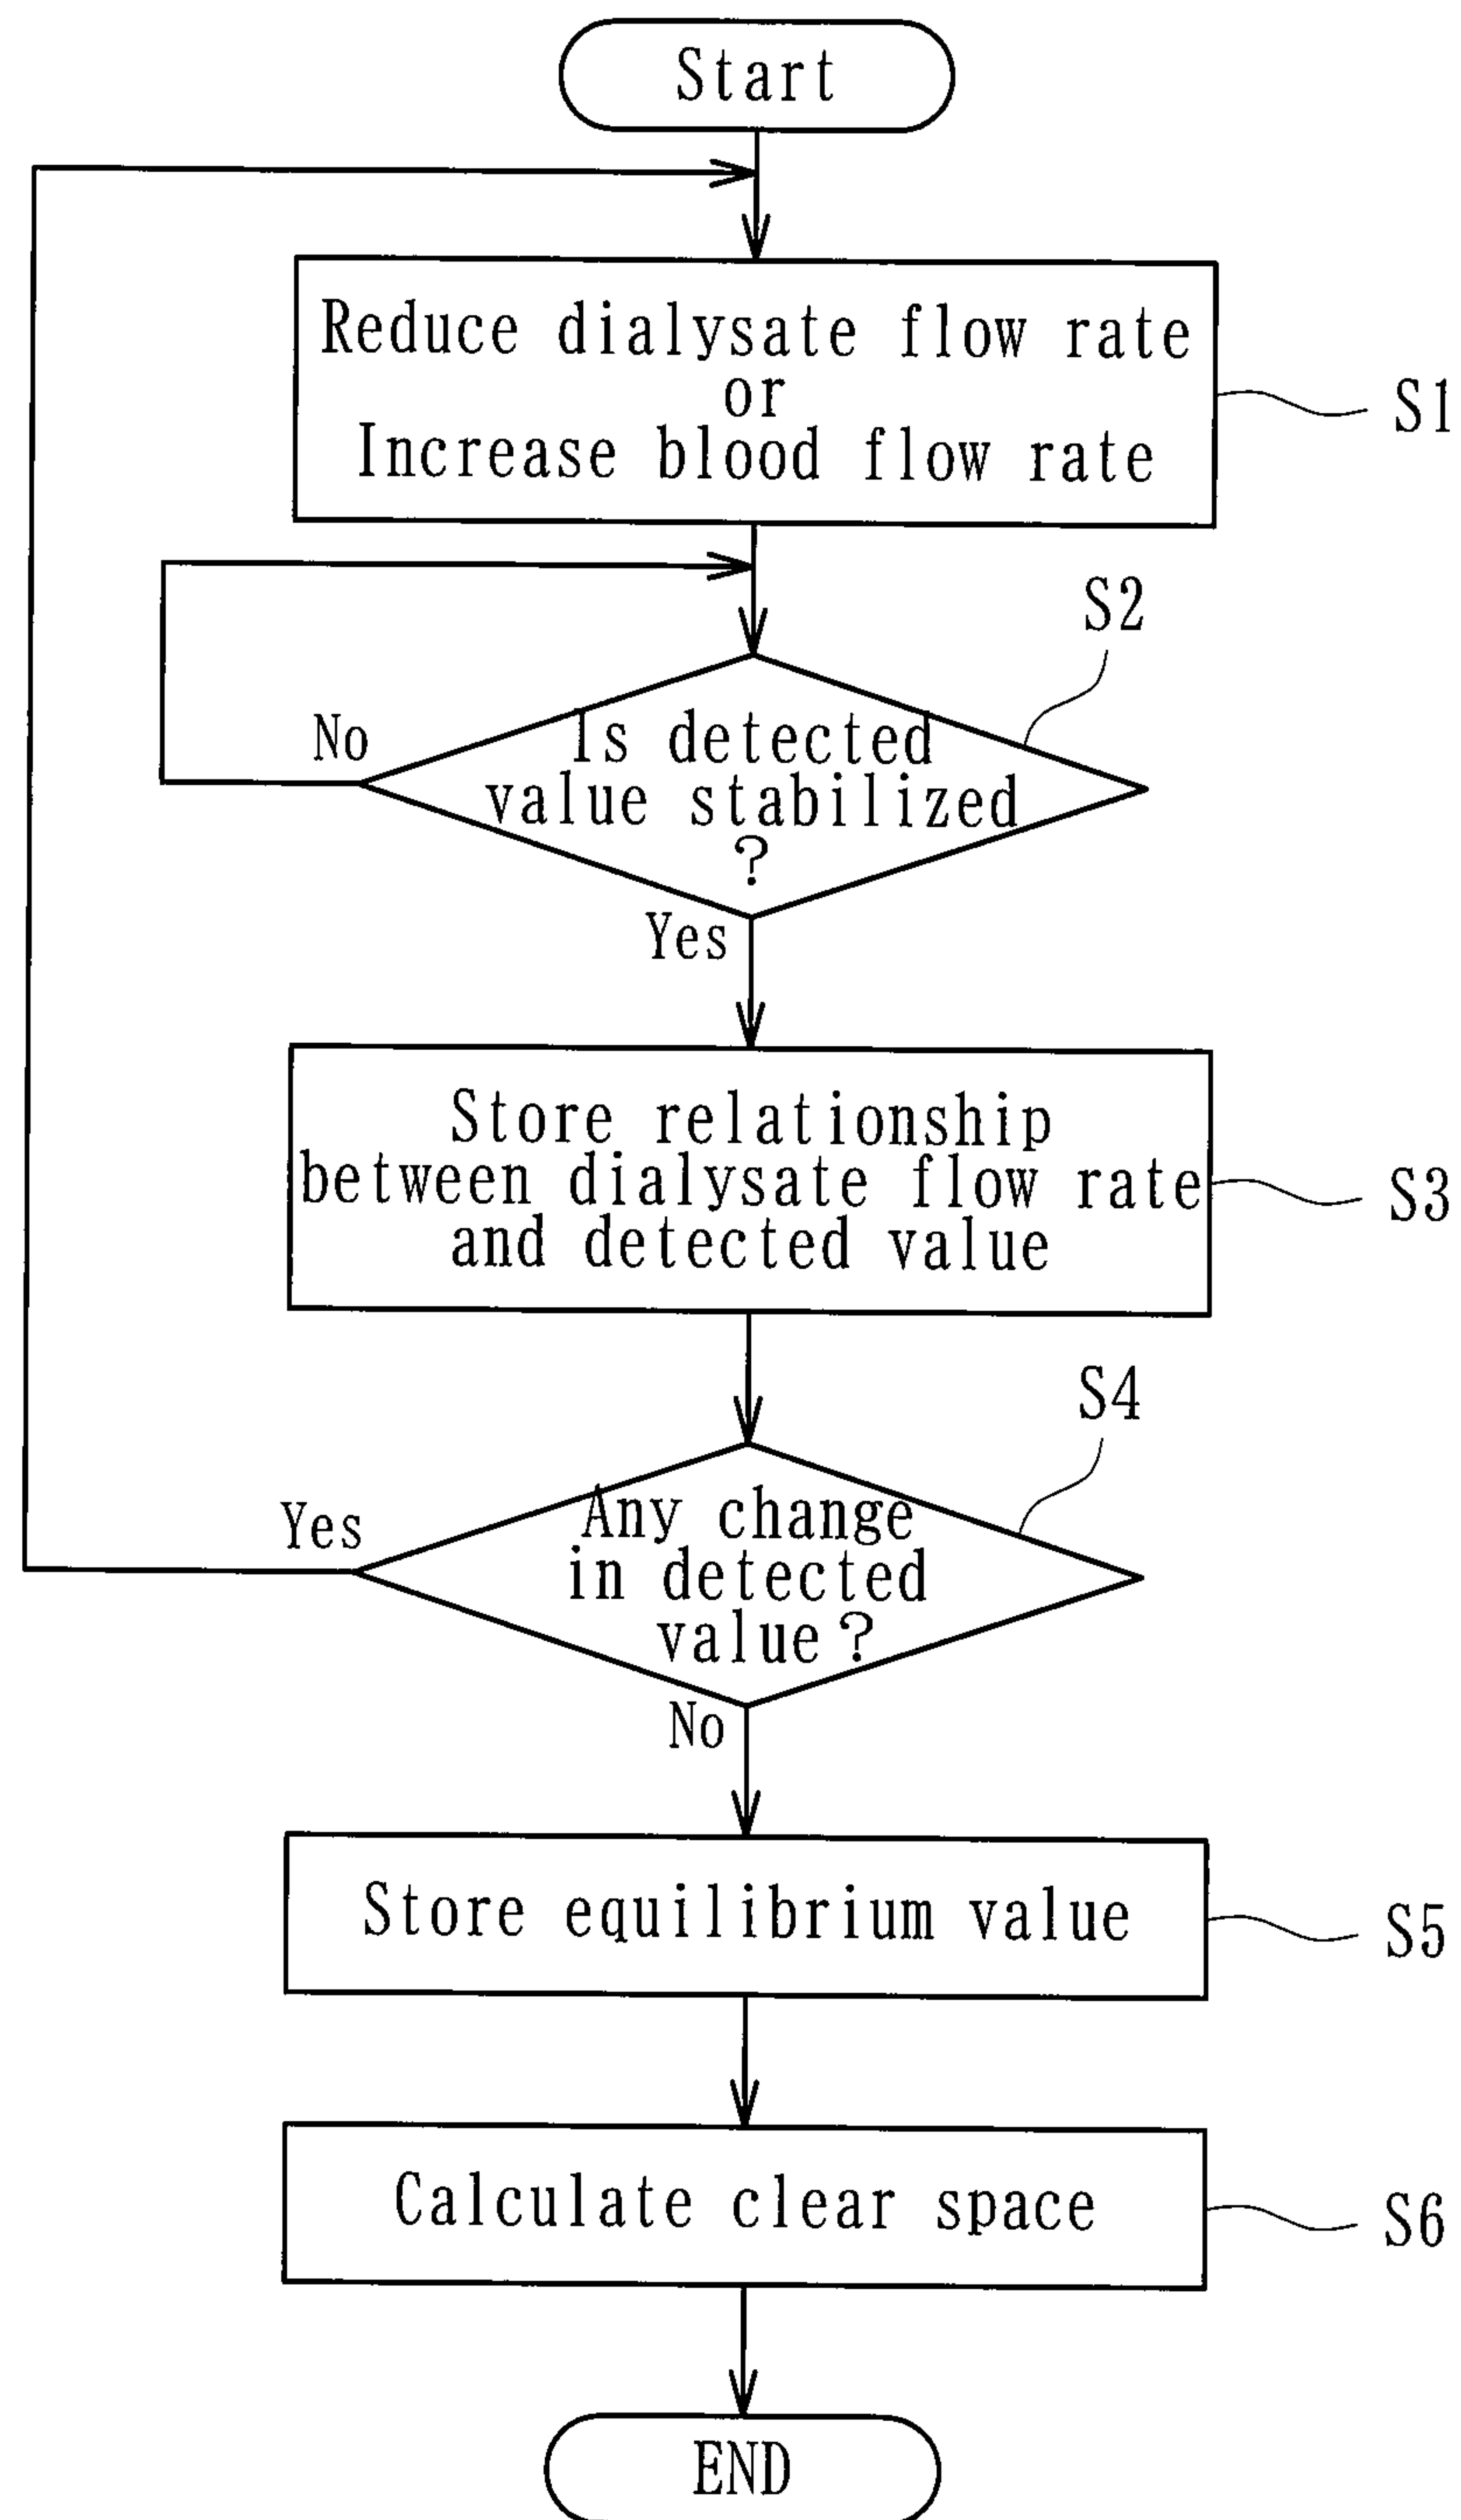 Start
Reduce dialysate flow rate
or
Increase blood flow rate
S1
S2
No
Is detected
value stabilized
?
Yes
Store relationship
between dialysate flow rate
and detected value
S3
S4
Yes
Any change
in detected
value?
No
Store equilibrium value
S5
Calculate clear space
S6
END